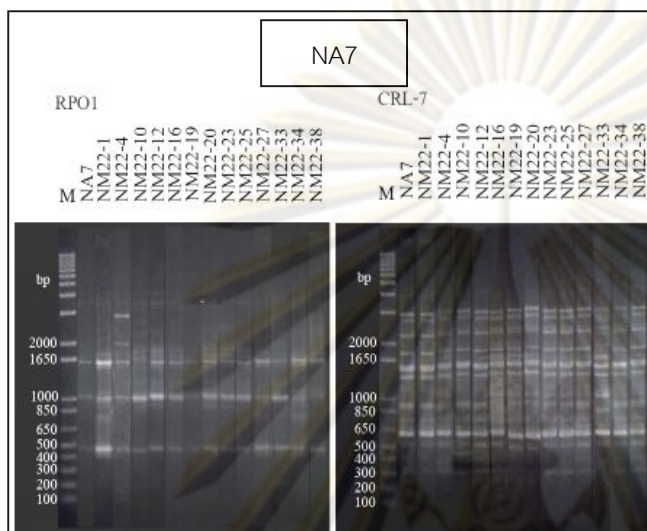 NA7
RPO1
M
NA7
NM22-1
NM22-4
NM22-10
NM22-12
NM22-16
NM22-19
NM22-20
NM22-23
NM22-25
NM22-27
NM22-33
NM22-34
NM22-38
bp
2000
1650
1000
850
650
500
400
300
200
100
CRL-7
M
NA7
NM22-1
NM22-4
NM22-10
NM22-12
NM22-16
NM22-19
NM22-20
NM22-23
NM22-25
NM22-27
NM22-33
NM22-34
NM22-38
bp
2000
1650
1000
850
650
500
400
300
200
100